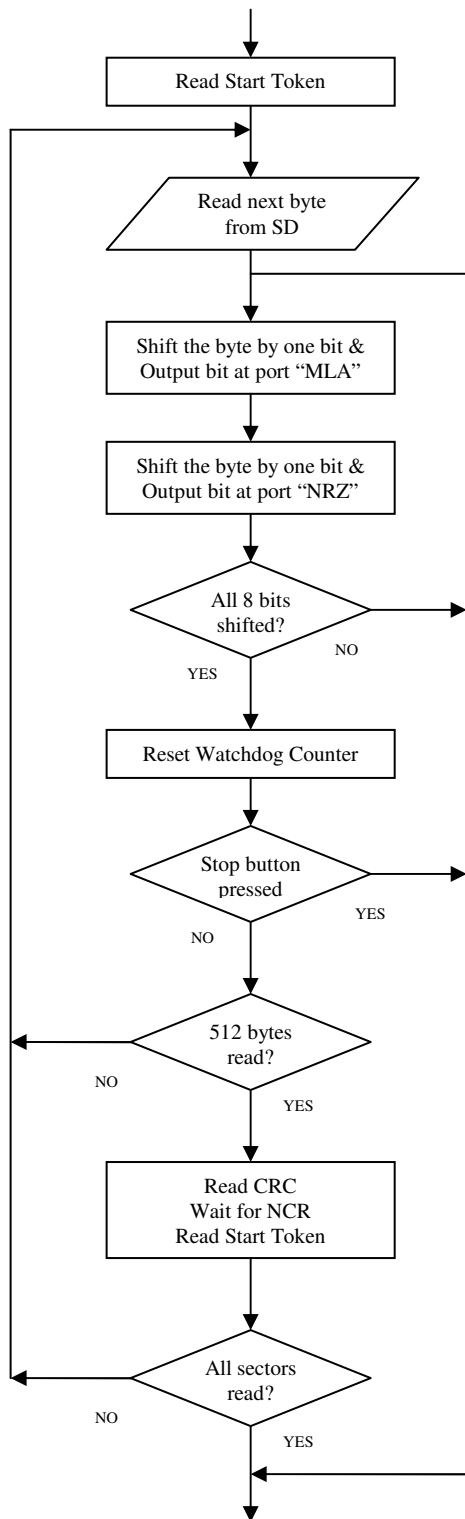 Read Start Token
Read next byte
from SD
Shift the byte by one bit &
Output bit at port “MLA”
Shift the byte by one bit &
Output bit at port “NRZ”
All 8 bits
shifted?
NO
YES
Reset Watchdog Counter
Stop button
pressed
YES
NO
512 bytes
read?
NO
YES
Read CRC
Wait for NCR
Read Start Token
All sectors
read?
NO
YES